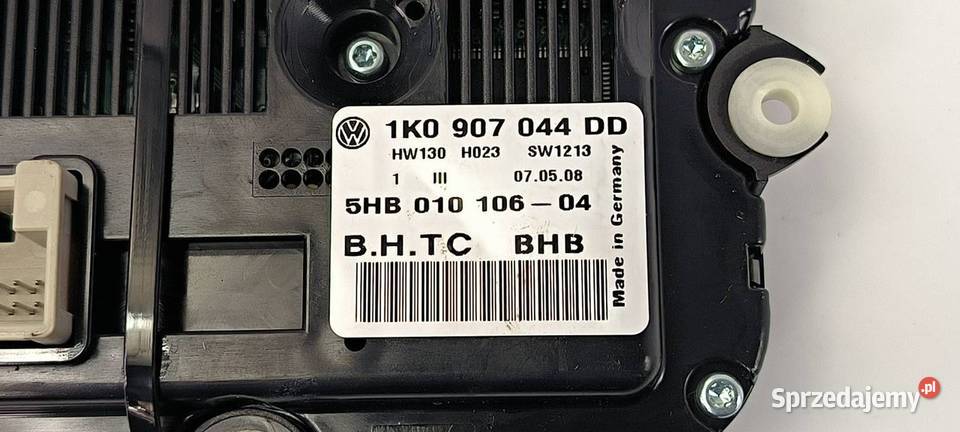 1K0 907 044 DD
HW130 H023 SW1213
1 III 07.05.08
5HB 010 106-04
B.H.TC BHB
Made in Germany
Sprzedajemy.pl